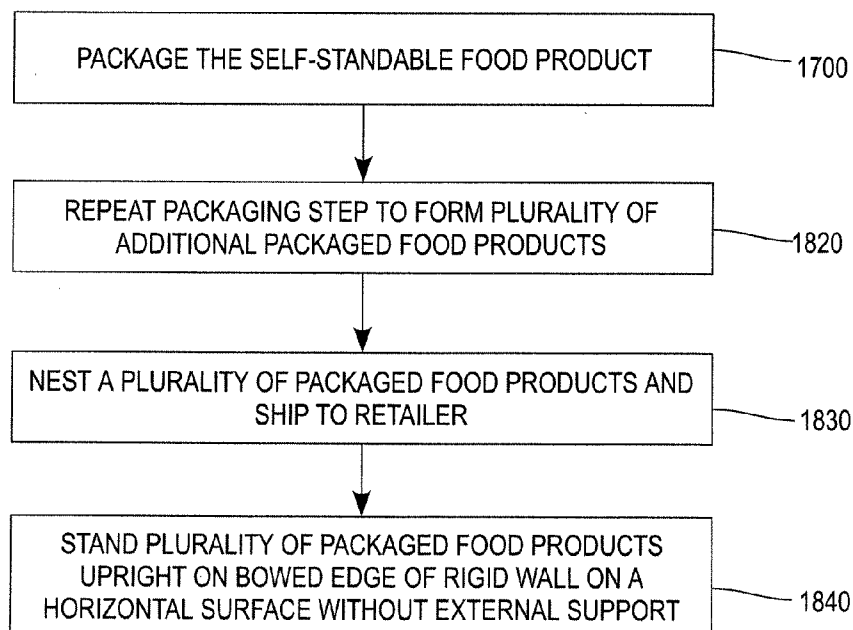 PACKAGE THE SELF-STANDABLE FOOD PRODUCT
1700
REPEAT PACKAGING STEP TO FORM PLURALITY OF
ADDITIONAL PACKAGED FOOD PRODUCTS
1820
NEST A PLURALITY OF PACKAGED FOOD PRODUCTS AND
SHIP TO RETAILER
1830
STAND PLURALITY OF PACKAGED FOOD PRODUCTS
UPRIGHT ON BOWED EDGE OF RIGID WALL ON A
HORIZONTAL SURFACE WITHOUT EXTERNAL SUPPORT
1840